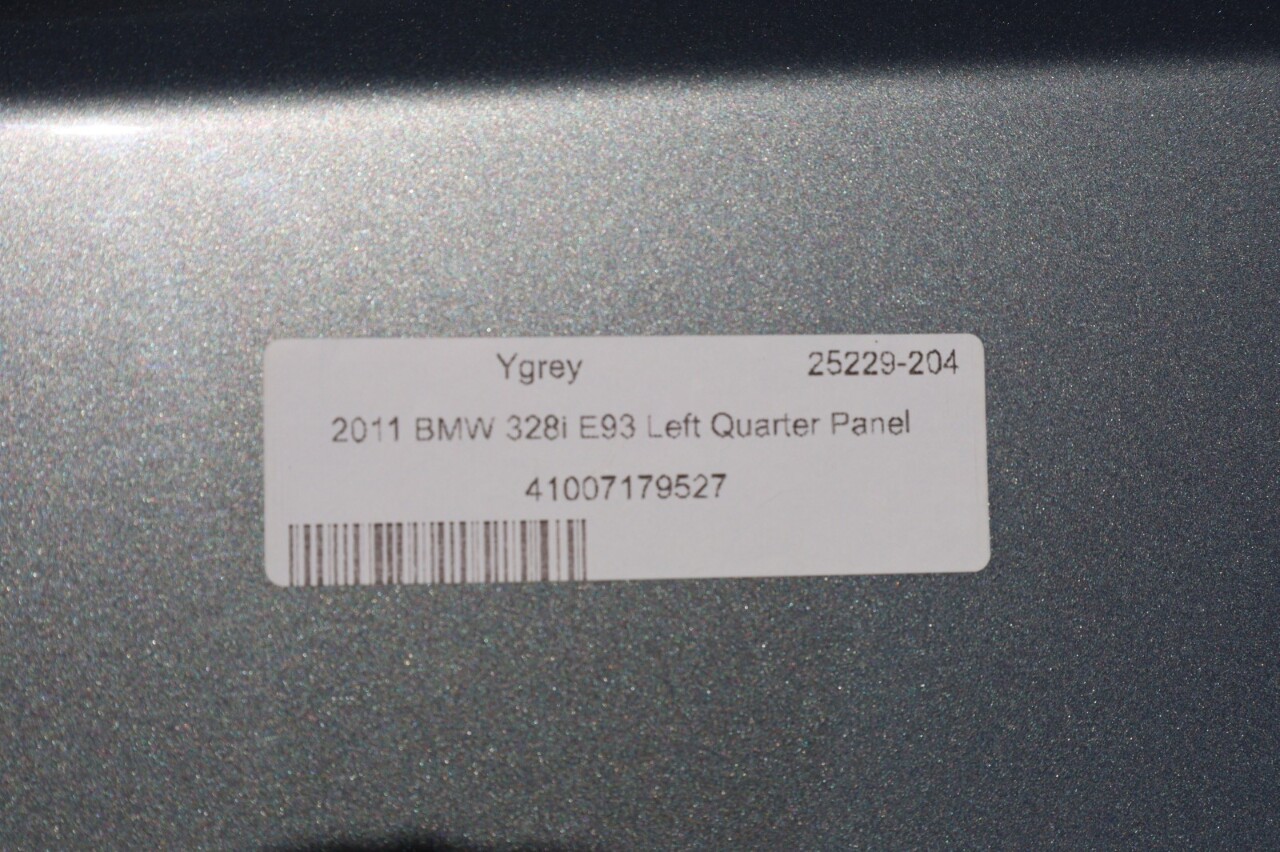 Ygrey 25229-204
2011 BMW 328i E93 Left Quarter Panel
41007179527